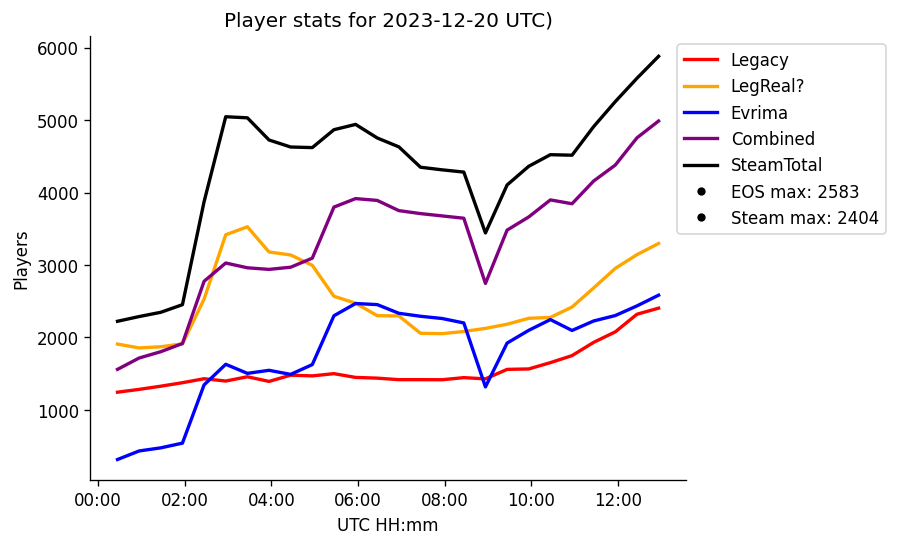 Player stats for 2023-12-20 UTC)
6000
5000
4000
3000
2000
1000
Players
00:00 02:00 04:00 06:00 08:00 10:00 12:00
UTC HH:mm
Legacy
LegReal?
Evrima
Combined
SteamTotal
EOS max: 2583
Steam max: 2404